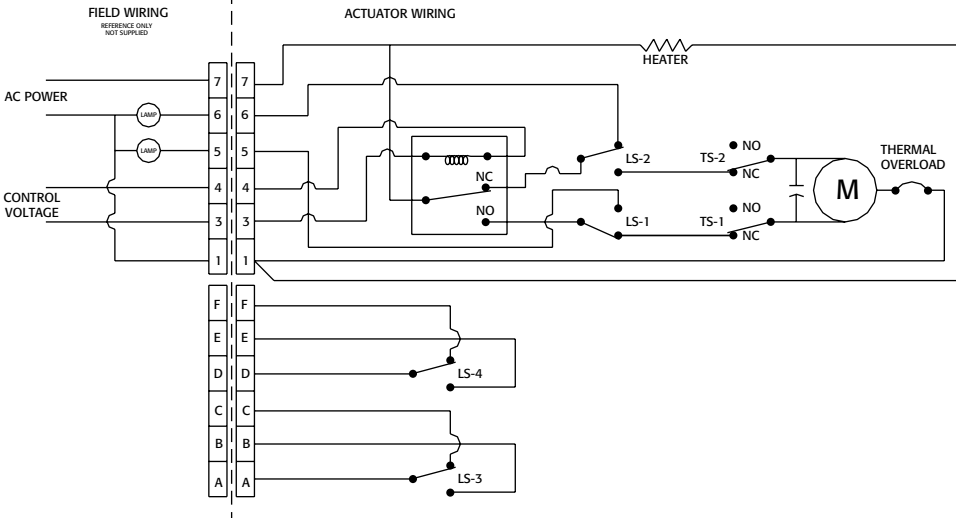 FIELD WIRING
REFERENCE ONLY
NOT SUPPLIED
ACTUATOR WIRING
HEATER
AC POWER
LAMP
LAMP
CONTROL
VOLTAGE
7 7
6 6
5 5
4 4
3 3
1 1
NC
NO
LS-2
LS-1
TS-2
NO
NC
TS-1
NO
NC
M
THERMAL
OVERLOAD
F F
E E
D D
C C
B B
A A
LS-4
LS-3